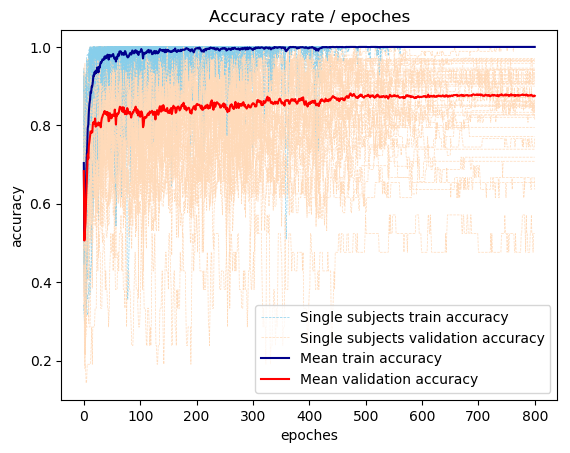 Accuracy rate / epoches
1.0
0.8
0.6
0.4
0.2
accuracy
Single subjects train accuracy
Single subjects validation accuracy
Mean train accuracy
Mean validation accuracy
0 100 200 300 400 500 600 700 800
epoches